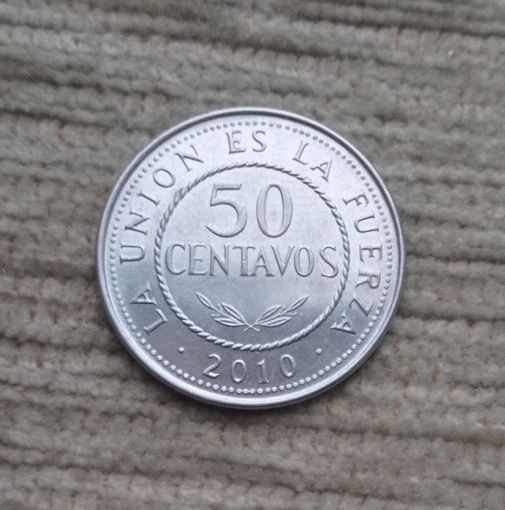 LA UNION ES LA FUERZA
50
CENTAVOS
· 2010 ·